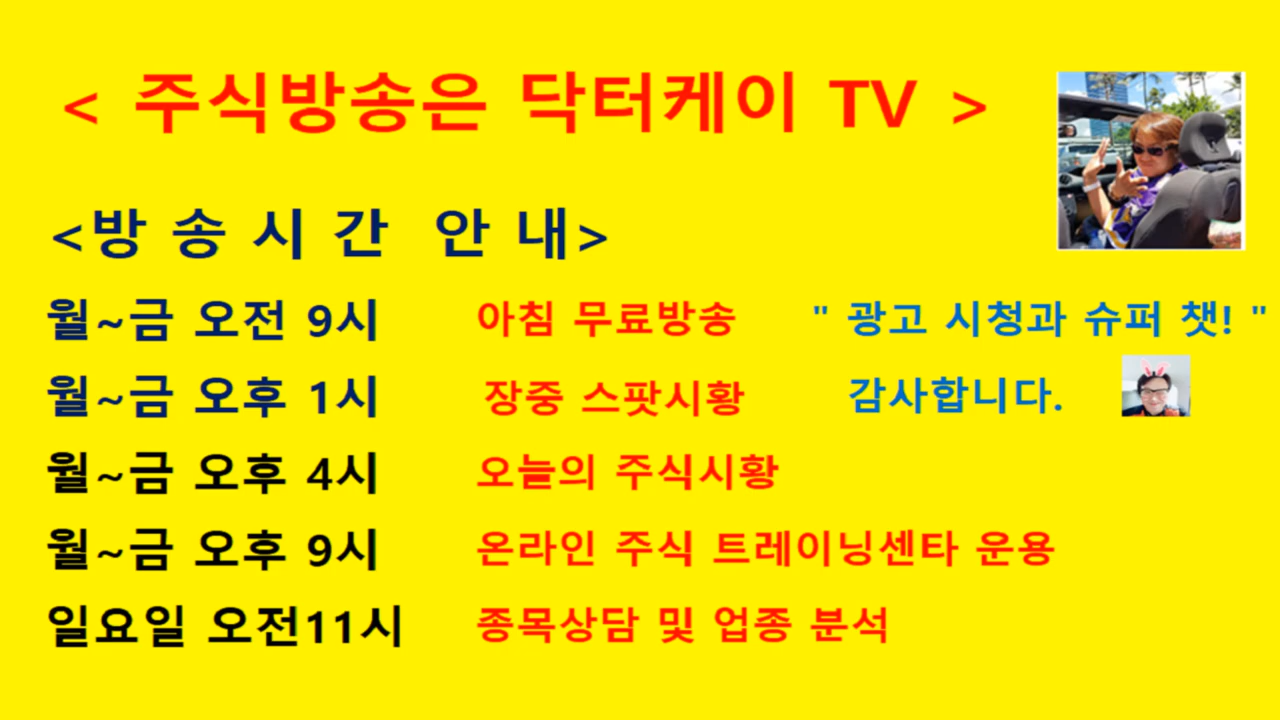 < 주식방송은 닥터케이 TV >
<방 송 시 간 안 내>
월~금 오전 9시 아침 무료방송 " 광고 시청과 슈퍼 챗! "
월~금 오후 1시 장중 스팟시황 감사합니다.
월~금 오후 4시 오늘의 주식시황
월~금 오후 9시 온라인 주식 트레이닝센타 운용
일요일 오전11시 종목상담 및 업종 분석